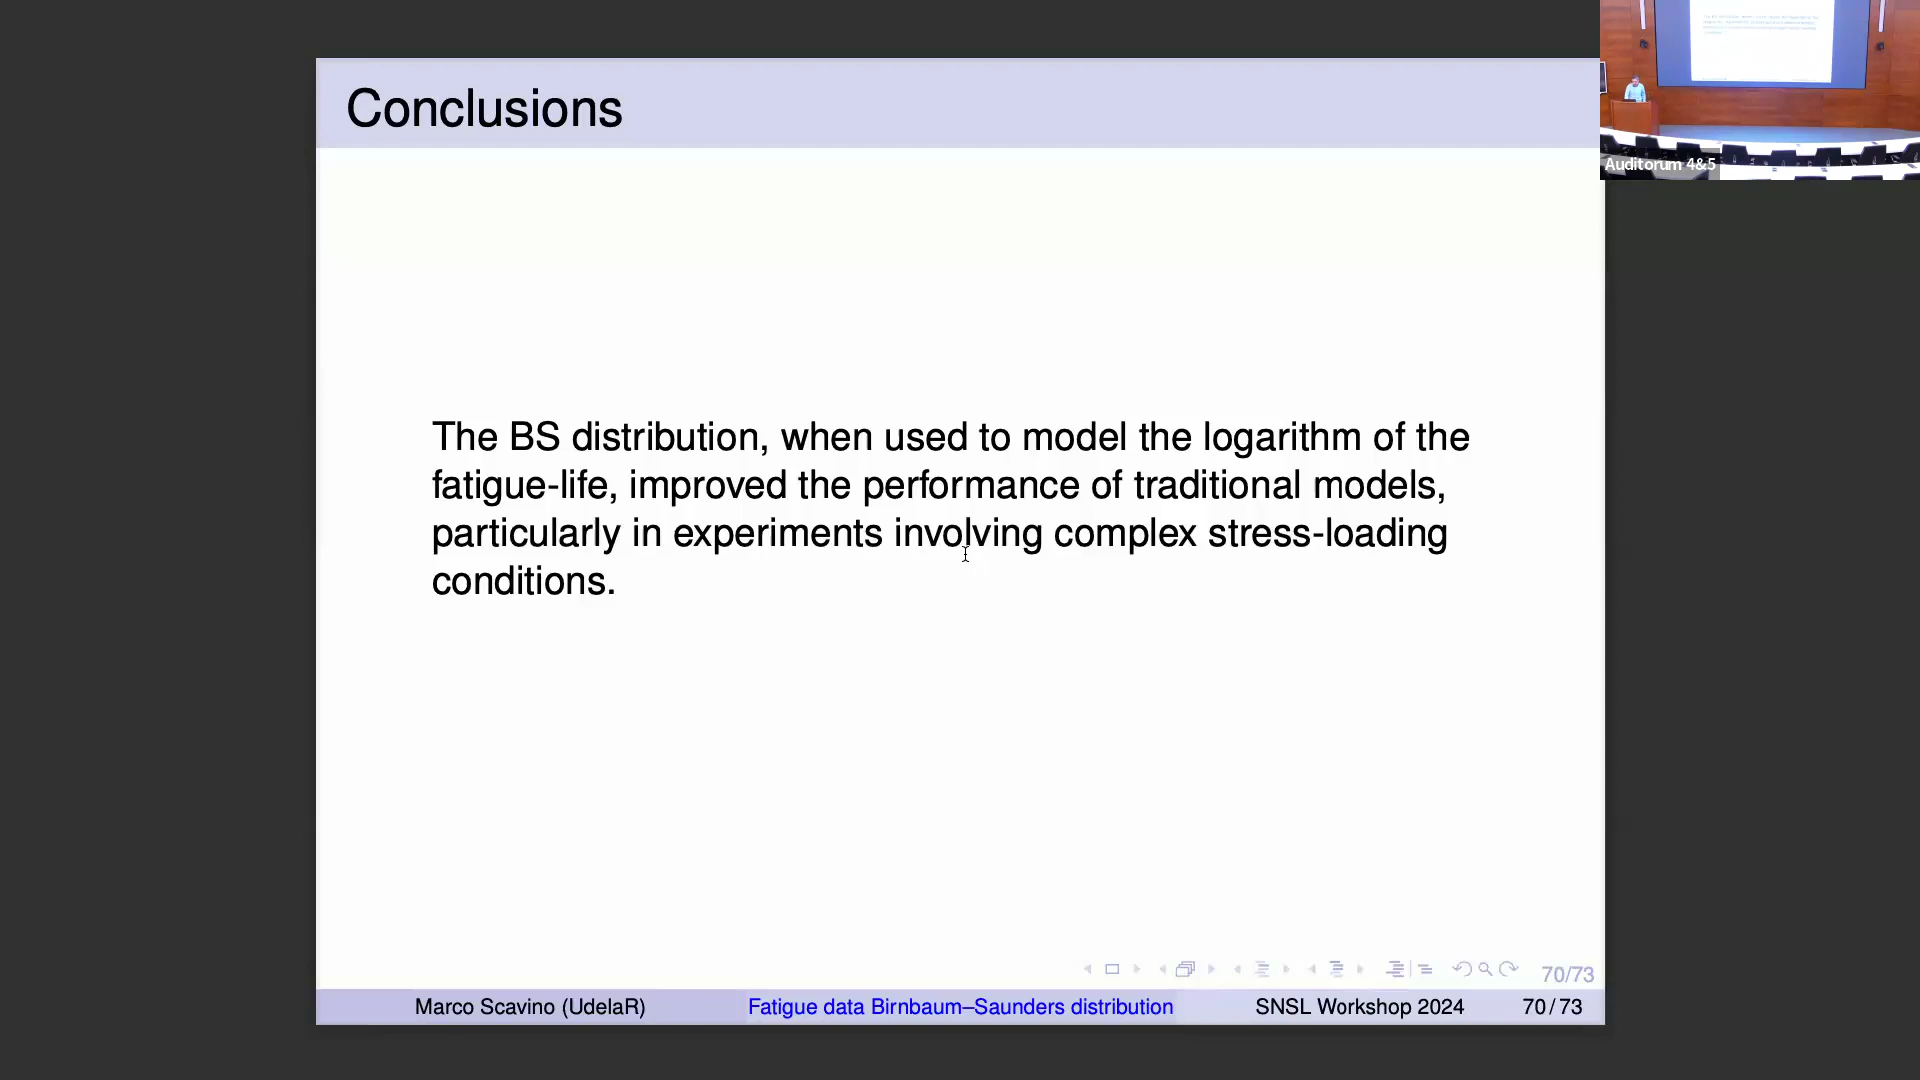 Conclusions
Auditorum 4&5
The BS distribution, when used to model the logarithm of the
fatigue-life, improved the performance of traditional models,
particularly in experiments involving complex stress-loading
conditions.
70/73
Marco Scavino (UdelaR) Fatigue data Birnbaum–Saunders distribution SNSL Workshop 2024 70/73